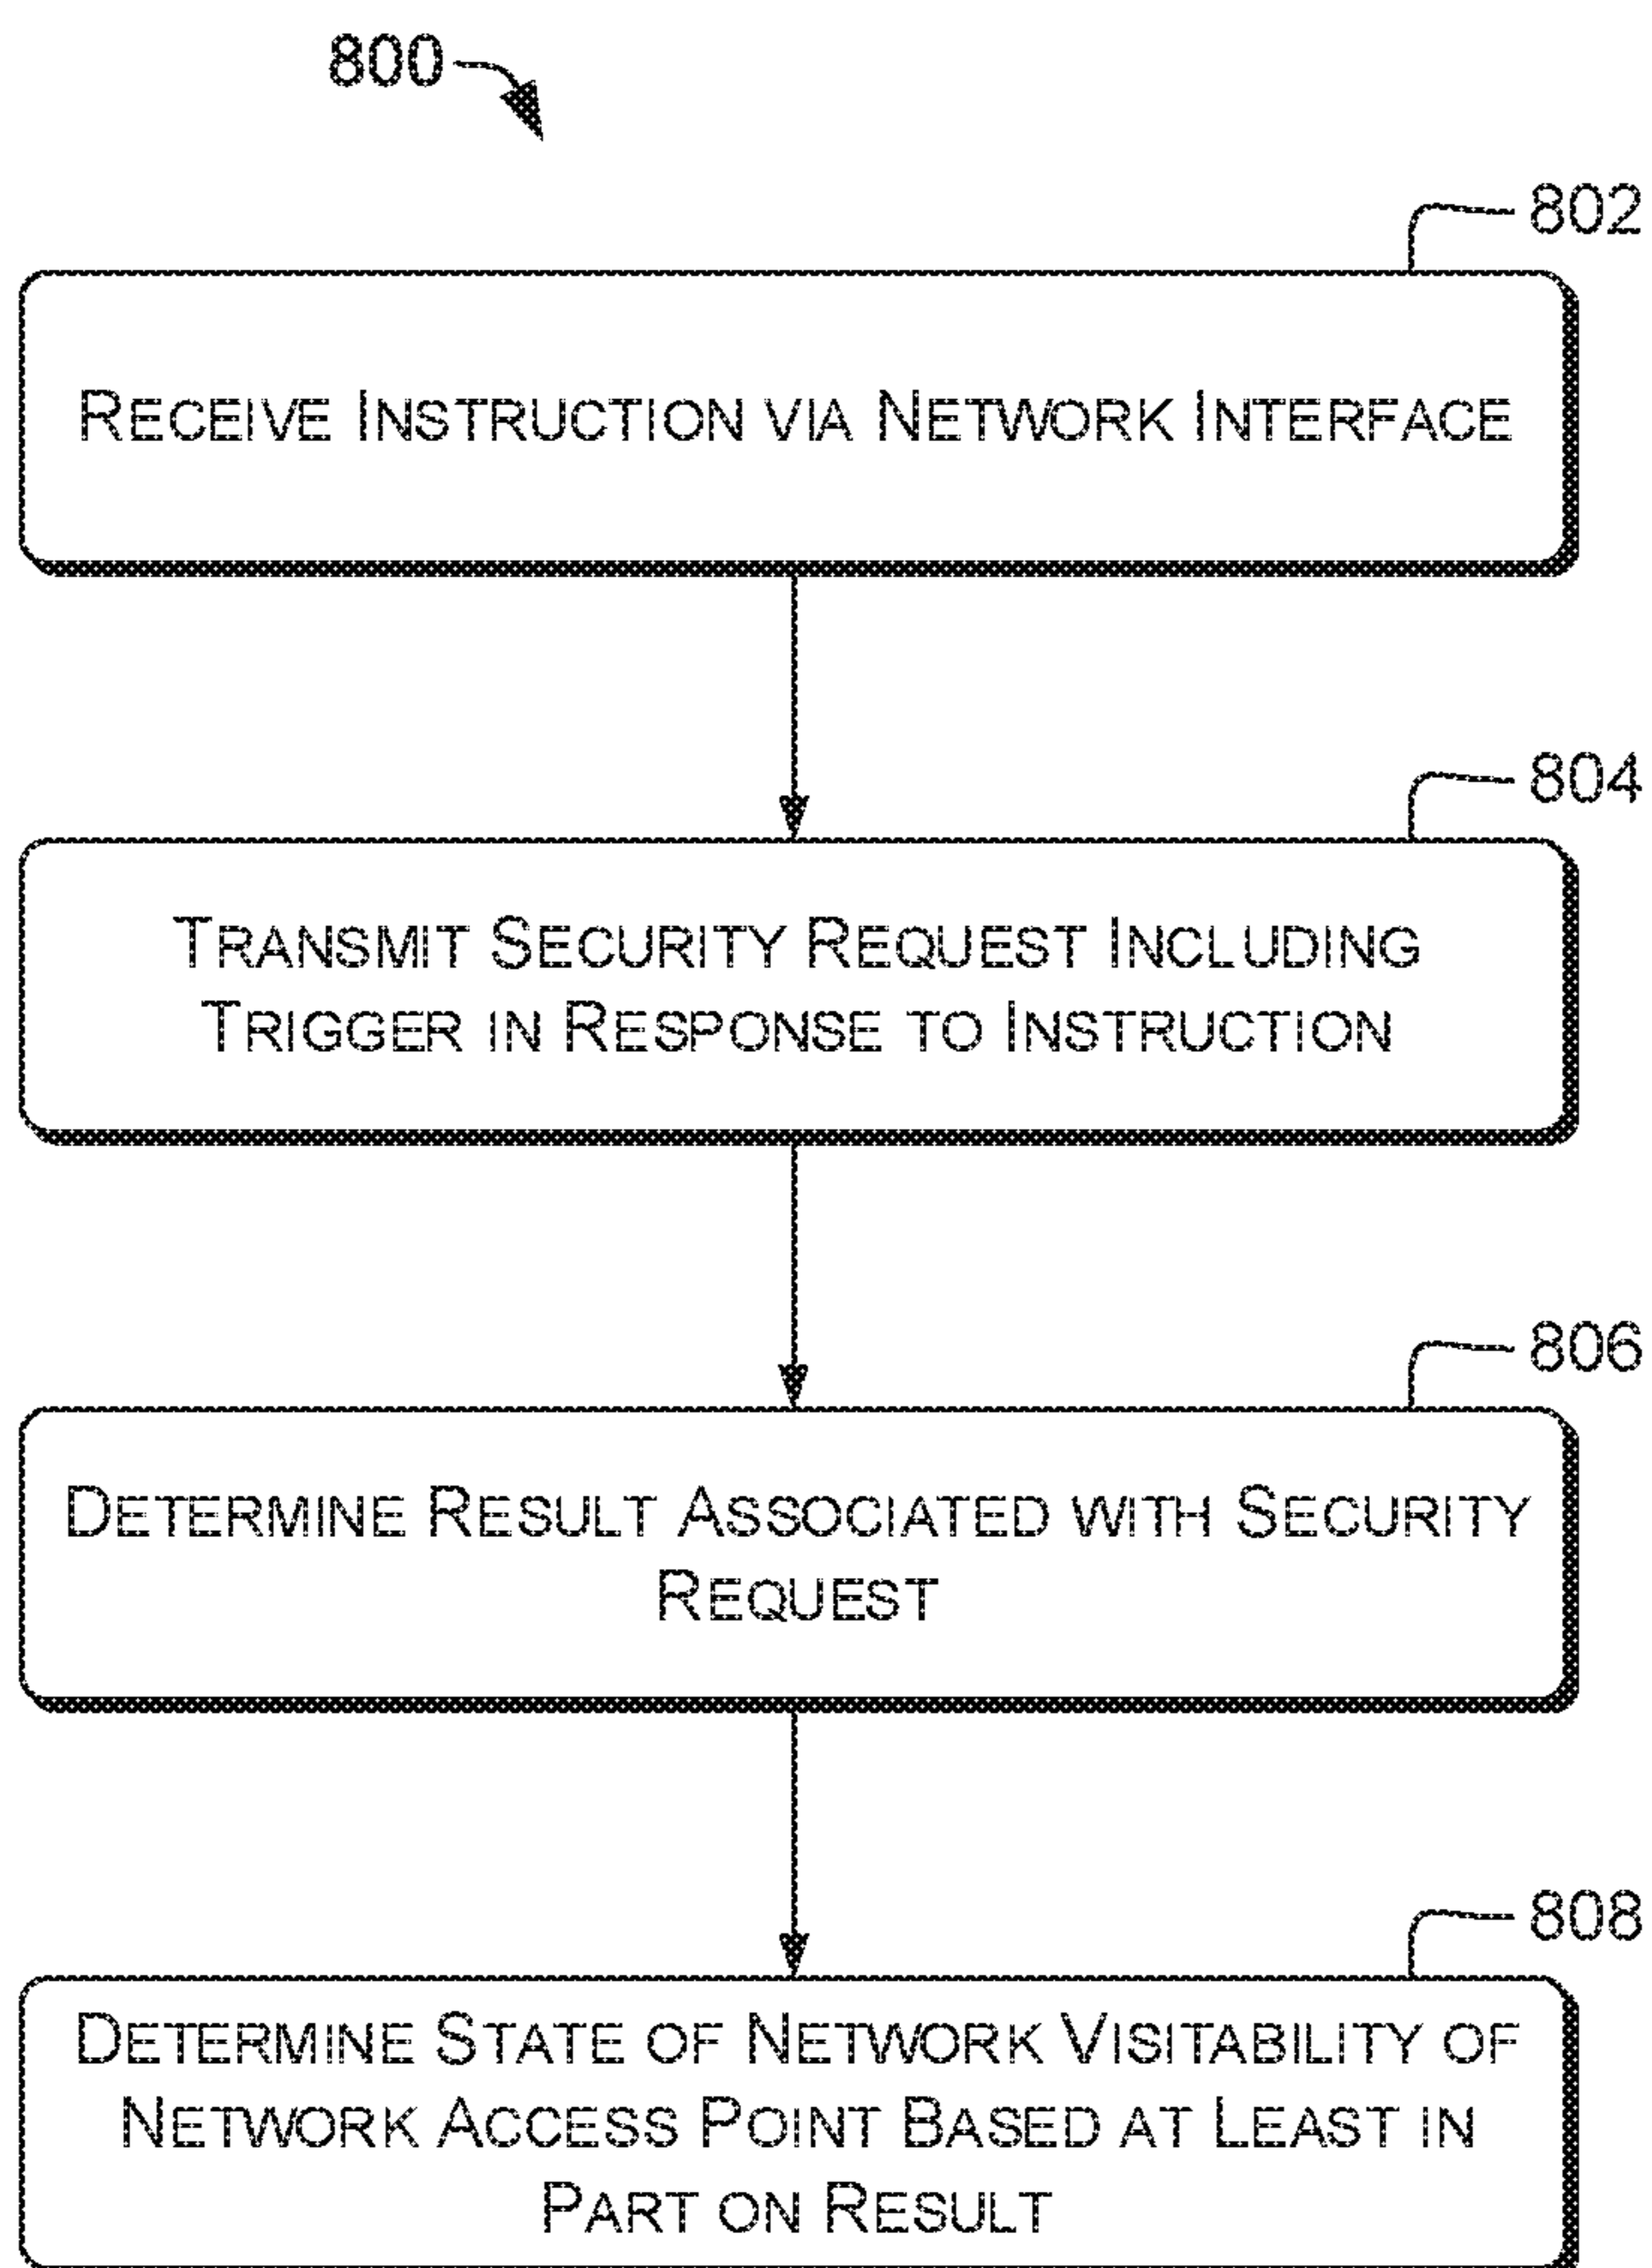 800
802
RECEIVE INSTRUCTION VIA NETWORK INTERFACE
804
TRANSMIT SECURITY REQUEST INCLUDING
TRIGGER IN RESPONSE TO INSTRUCTION
806
DETERMINE RESULT ASSOCIATED WITH SECURITY
REQUEST
808
DETERMINE STATE OF NETWORK VISITABILITY OF
NETWORK ACCESS POINT BASED AT LEAST IN
PART ON RESULT